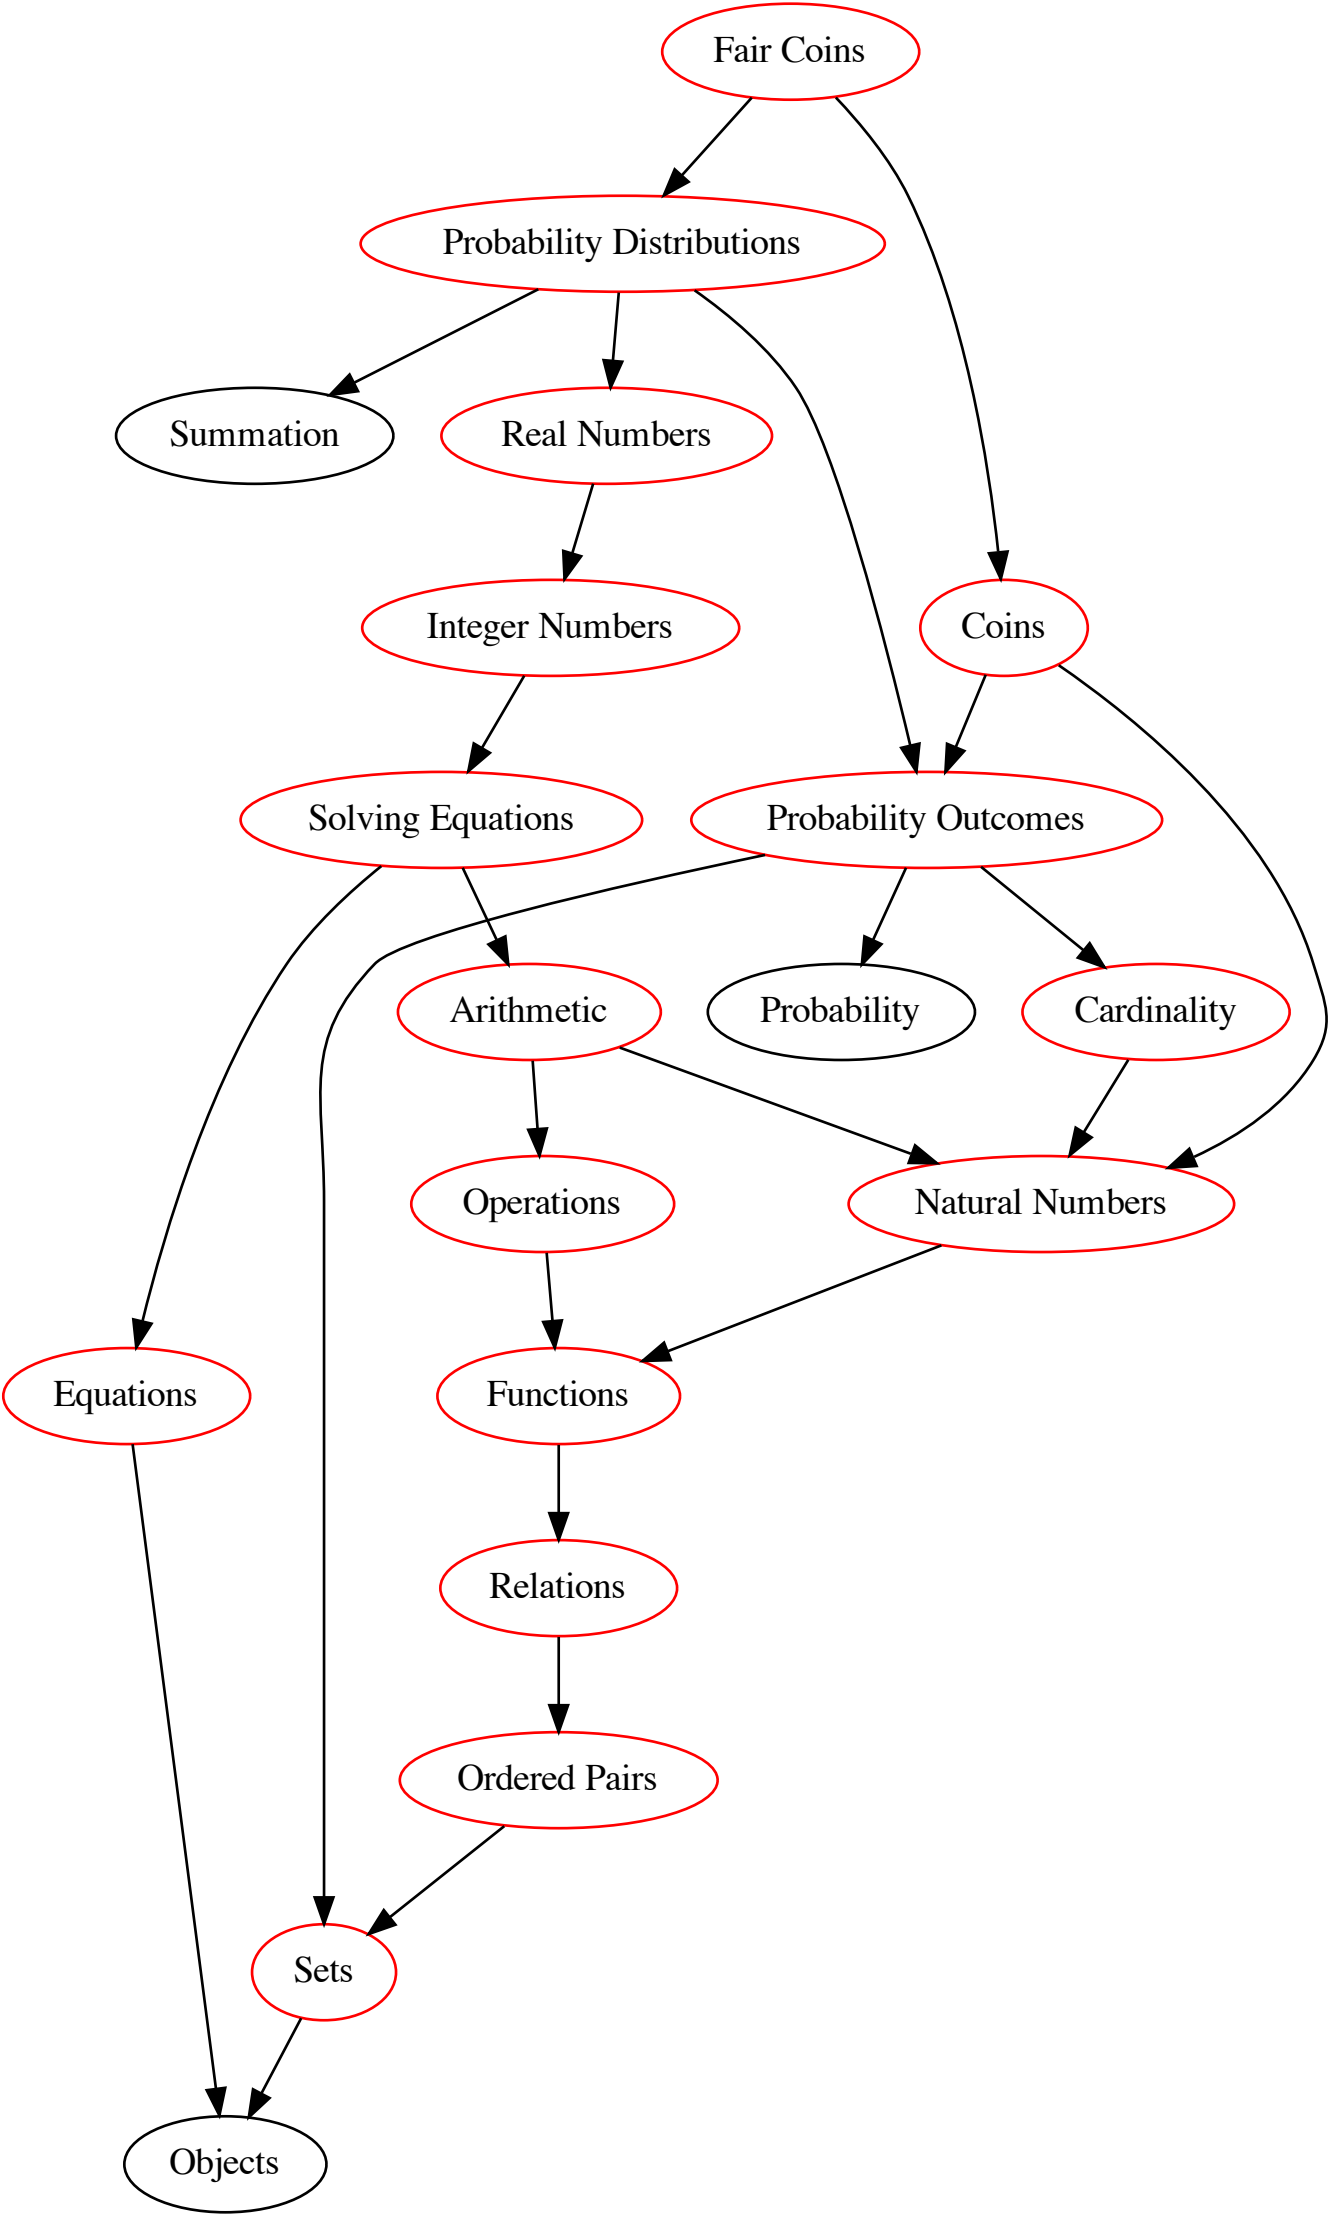 Fair Coins
Probability Distributions
Summation
Real Numbers
Integer Numbers
Coins
Solving Equations
Probability Outcomes
Arithmetic
Probability
Cardinality
Operations
Natural Numbers
Equations
Functions
Relations
Ordered Pairs
Sets
Objects